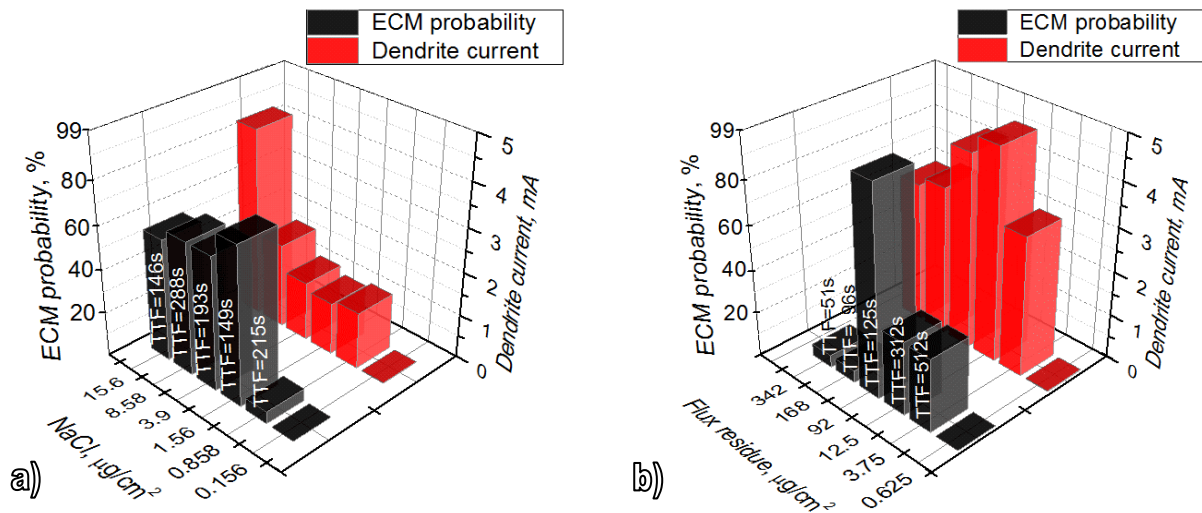 ECM probability
Dendrite current
99
80
60
40
20
ECM probability, %
TTF=146s
TTF=288s
TTF=193s
TTF=149s
TTF=215s
15.6
8.58
3.9
1.56
0.858
0.156
NaCl, μg/cm²
5
4
3
2
1
0
Dendrite current, mA
a)
ECM probability
Dendrite current
99
80
60
40
20
ECM probability, %
TTF=51s
TTF=96s
TTF=125s
TTF=312s
TTF=512s
342
168
92
12.5
3.75
0.625
Flux residue, μg/cm²
5
4
3
2
1
0
Dendrite current, mA
b)